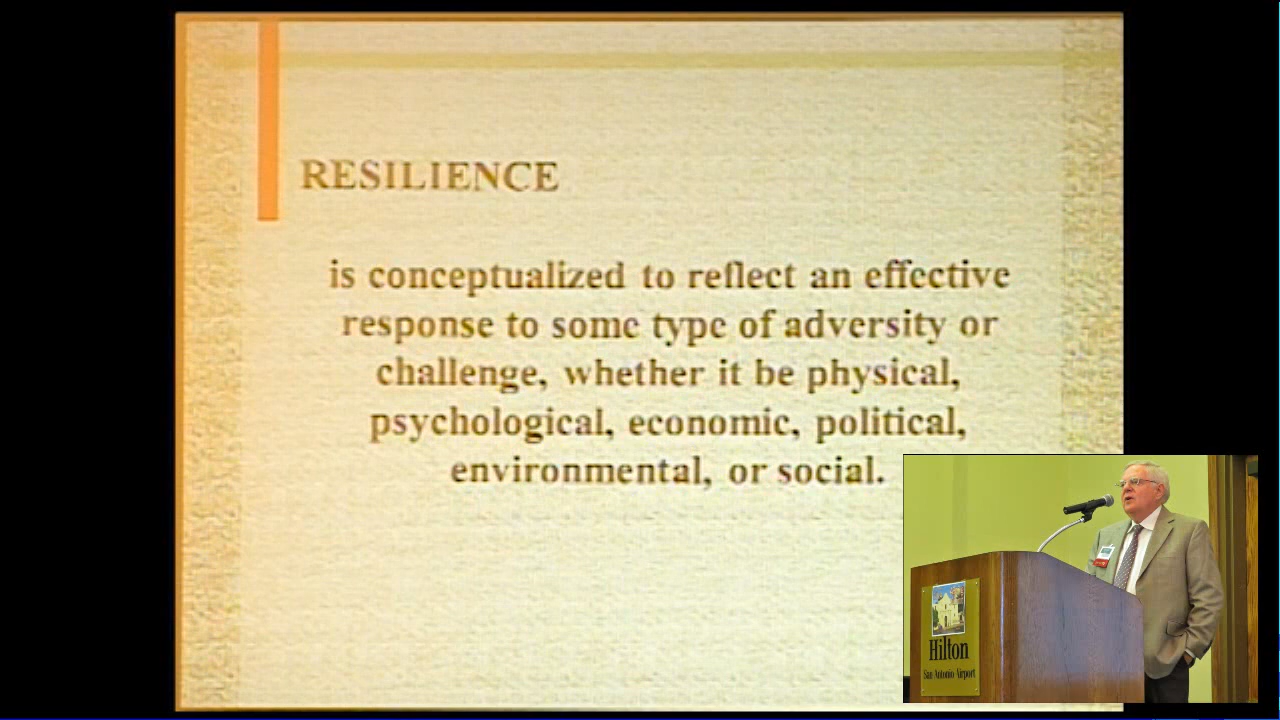 RESILIENCE
is conceptualized to reflect an effective
response to some type of adversity or
challenge, whether it be physical,
psychological, economic, political,
environmental, or social.
Hilton
San Antonio Airport